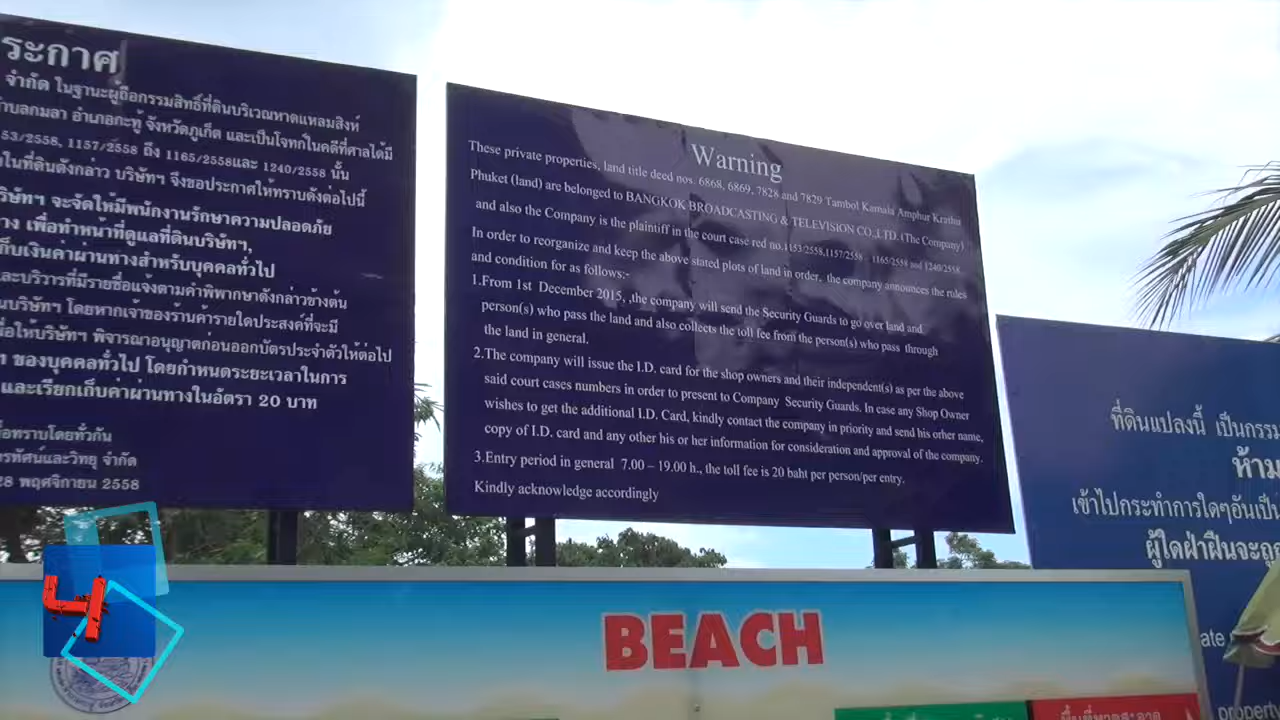 ระกาศ
จำกัด ในฐานะผู้ถือกรรมสิทธิ์ที่ดินบริเวณหาดแหลมสิงห์
ตำบลกมลา อำเภอกะทู้ จังหวัดภูเก็ต และเป็นโจทก์ในคดีที่ศาลได้มี
53/2558, 1157/2558 ถึง 1165/2558และ 1240/2558 นั้น
ในที่ดินดังกล่าว บริษัทฯ จึงขอประกาศให้ทราบดังต่อไปนี้
ริษัทฯ จะจัดให้มีพนักงานรักษาความปลอดภัย
าง เพื่อทำหน้าที่ดูแลที่ดินบริษัทฯ,
ก็บเงินค่าผ่านทางสำหรับบุคคลทั่วไป
และบริวารที่มีรายชื่อแจ้งตามคำพิพากษาดังกล่าวข้างต้น
นบริษัทฯ โดยหากเจ้าของร้านค้ารายใดประสงค์ที่จะมี
ื่อให้บริษัทฯ พิจารณาอนุญาตก่อนออกบัตรประจำตัวให้ต่อไป
ของบุคคลทั่วไป โดยกำหนดระยะเวลาในการ
และเรียกเก็บค่าผ่านทางในอัตรา 20 บาท
ื่อทราบโดยทั่วกัน
ทรทัศน์และวิทยุ จำกัด
28 พฤศจิกายน 2558
Warning
These private properties, land title deed nos. 6868, 6869, 7828 and 7829 Tambol Kamala Amphur Krathu
Phuket (land) are belonged to BANGKOK BROADCASTING & TELEVISION CO.,LTD. (The Company)
and also the Company is the plaintiff in the court case red no.1153/2558,1157/2558 - 1165/2558 and 1240/2558
In order to reorganize and keep the above stated plots of land in order, the company announces the rules
and condition for as follows:-
1.From 1st December 2015, ,the company will send the Security Guards to go over land and
person(s) who pass the land and also collects the toll fee from the person(s) who pass through
the land in general.
2.The company will issue the I.D. card for the shop owners and their independent(s) as per the above
said court cases numbers in order to present to Company Security Guards. In case any Shop Owner
wishes to get the additional I.D. Card, kindly contact the company in priority and send his orher name,
copy of I.D. card and any other his or her information for consideration and approval of the company.
3.Entry period in general 7.00 – 19.00 h., the toll fee is 20 baht per person/per entry.
Kindly acknowledge accordingly
ที่ดินแปลงนี้ เป็นกรรม
ห้าม
เข้าไปกระทำการใดๆอันเป็น
ผู้ใดฝ่าฝืนจะถู
ate
property
4
BEACH